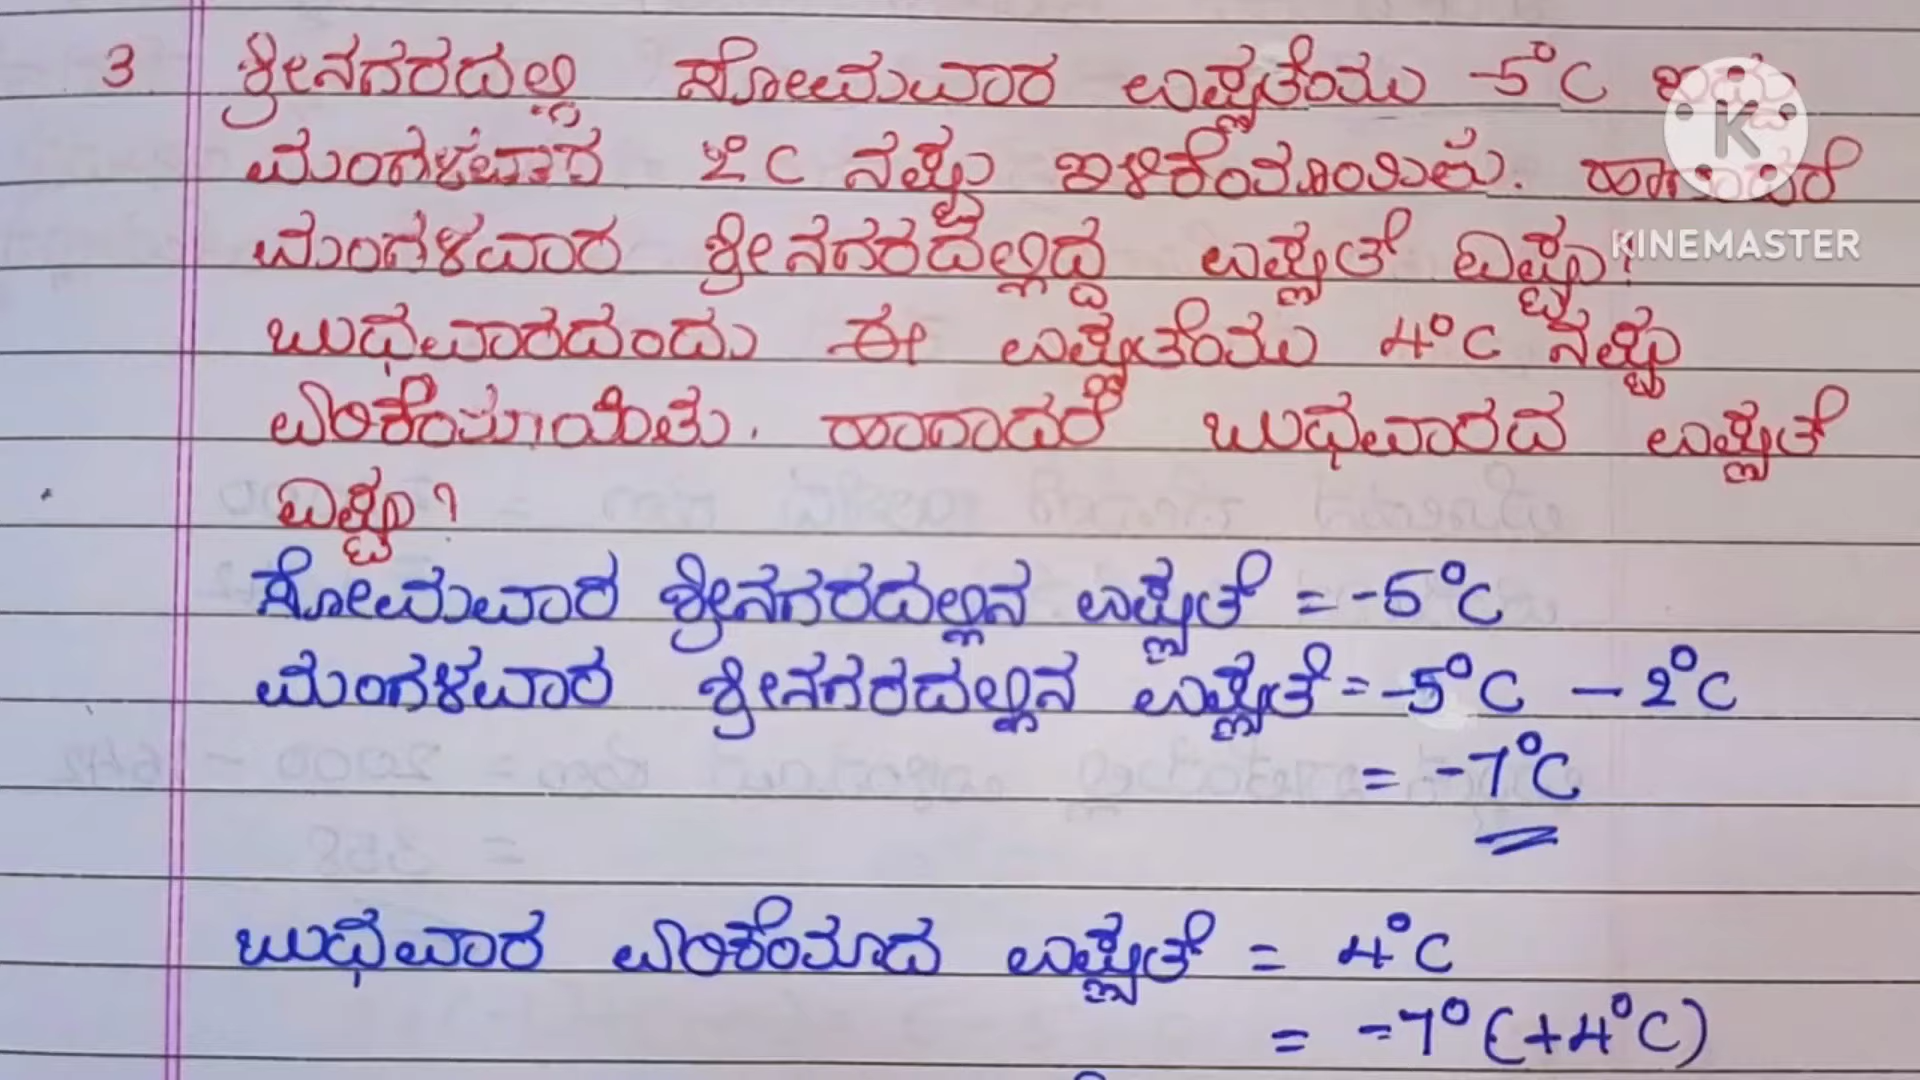 3 ಶ್ರೀನಗರದಲ್ಲಿ ಸೋಮವಾರ ಉಷ್ಣತೆಯು -5°C
ಮಂಗಳವಾರ 2°C ನಷ್ಟು ಇಳಿಕೆಯಾಯಿತು. ಹಾಗಾದರೆ
ಮಂಗಳವಾರ ಶ್ರೀನಗರದಲ್ಲಿದ್ದ ಉಷ್ಣತೆ ಎಷ್ಟು?
KINEMASTER
ಬುಧವಾರದಂದು ಈ ಉಷ್ಣತೆಯು 4°C ನಷ್ಟು
ಏರಿಕೆಯಾಯಿತು. ಹಾಗಾದರೆ ಬುಧವಾರದ ಉಷ್ಣತೆ
ಎಷ್ಟು?
ಸೋಮವಾರ ಶ್ರೀನಗರದಲ್ಲಿನ ಉಷ್ಣತೆ = -5°C
ಮಂಗಳವಾರ ಶ್ರೀನಗರದಲ್ಲಿನ ಉಷ್ಣತೆ = -5°C - 2°C
= -7°C
ಬುಧವಾರ ಏರಿಕೆಯಾದ ಉಷ್ಣತೆ = 4°C
= -7°(+4°C)